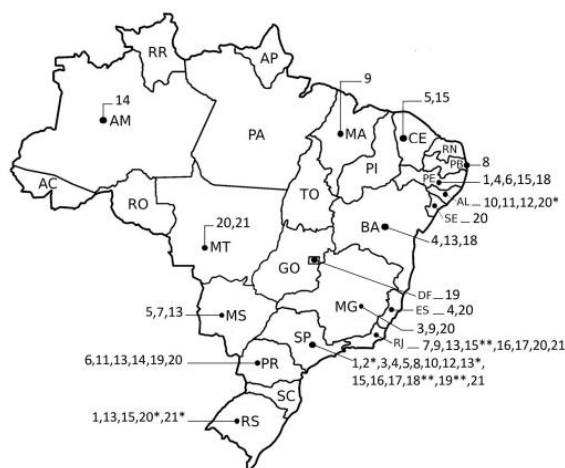 RR
AP
9
14
5,15
AM
PA
MA
CE
RN
PB
8
PI
PE
1,4,6,15,18
AC
AL
10,11,12,20*
TO
SE
20
RO
BA
20,21
4,13,18
MT
GO
DF
19
5,7,13
MS
MG
ES
4,20
3,9,20
SP
RJ
7,9,13,15**,16,17,20,21
6,11,13,14,19,20
PR
1,2*,3,4,5,8,10,12,13*,
15,16,17,18**,19**,21
SC
1,13,15,20*,21*
RS